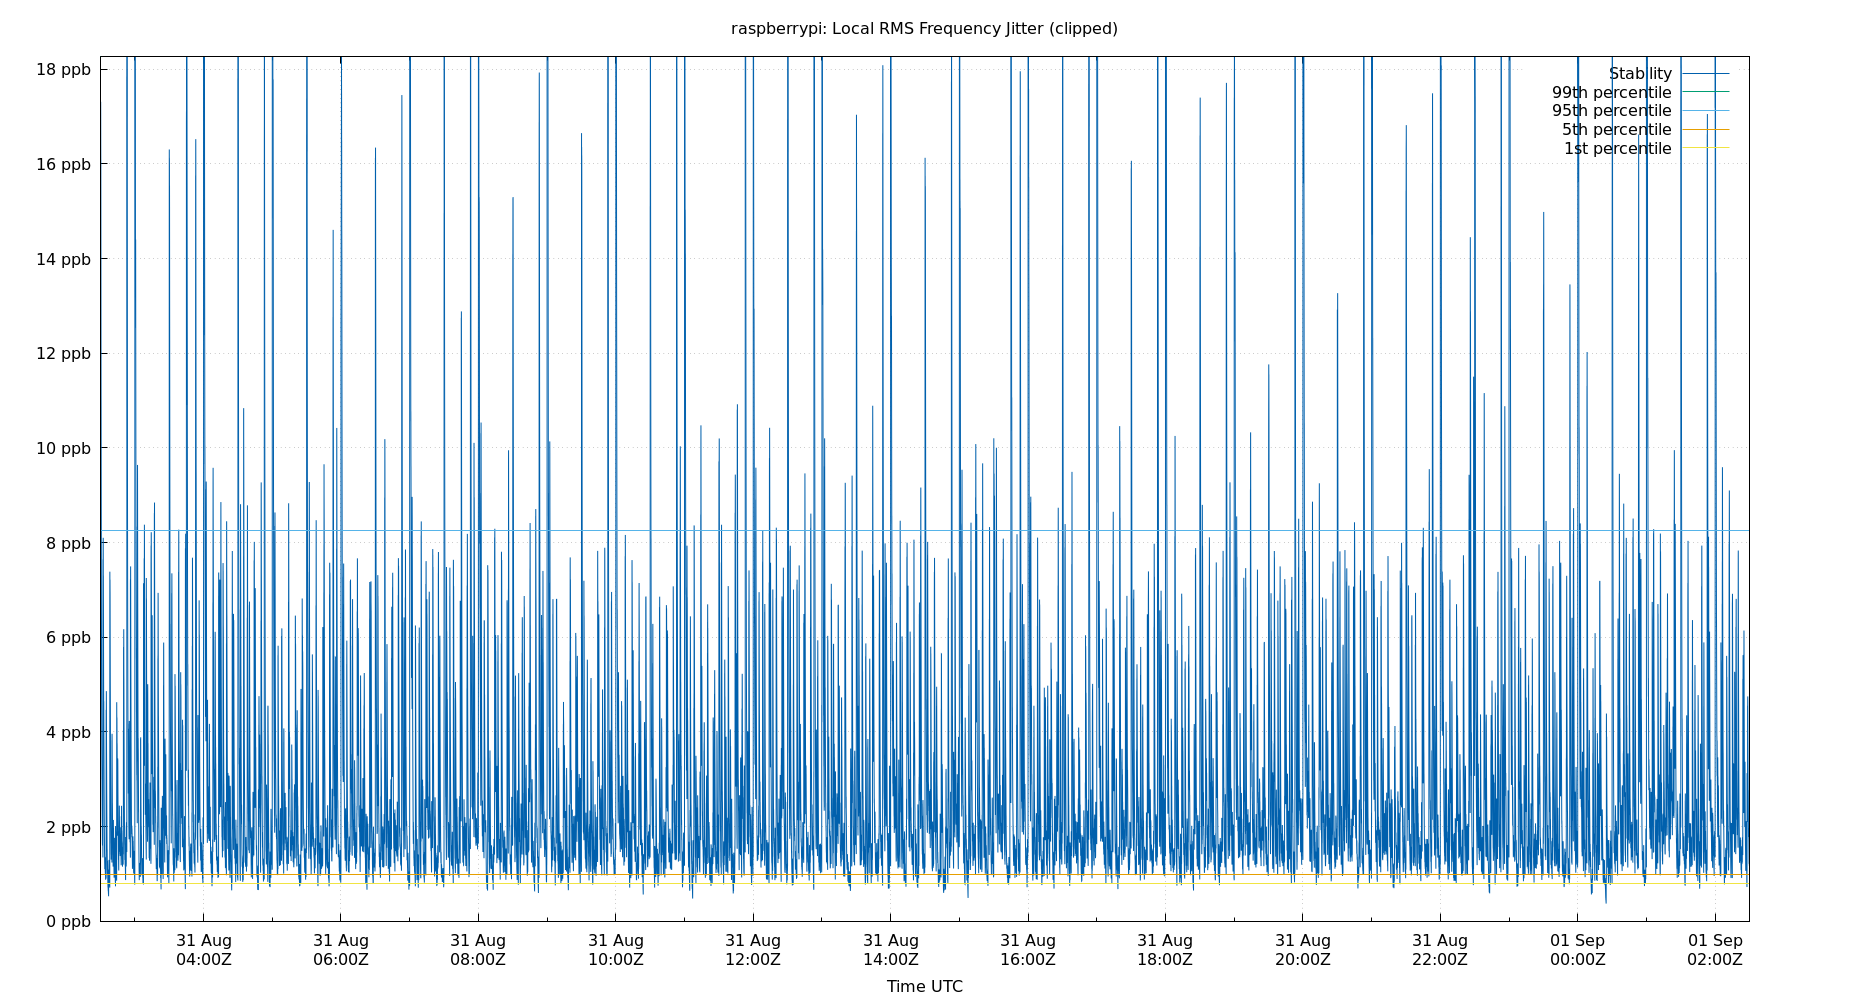 raspberrypi: Local RMS Frequency Jitter (clipped)
18 ppb
16 ppb
14 ppb
12 ppb
10 ppb
8 ppb
6 ppb
4 ppb
2 ppb
0 ppb
Stability
99th percentile
95th percentile
5th percentile
1st percentile
31 Aug 31 Aug 31 Aug 31 Aug 31 Aug 31 Aug 31 Aug 31 Aug 31 Aug 31 Aug 01 Sep 01 Sep
04:00Z 06:00Z 08:00Z 10:00Z 12:00Z 14:00Z 16:00Z 18:00Z 20:00Z 22:00Z 00:00Z 02:00Z
Time UTC